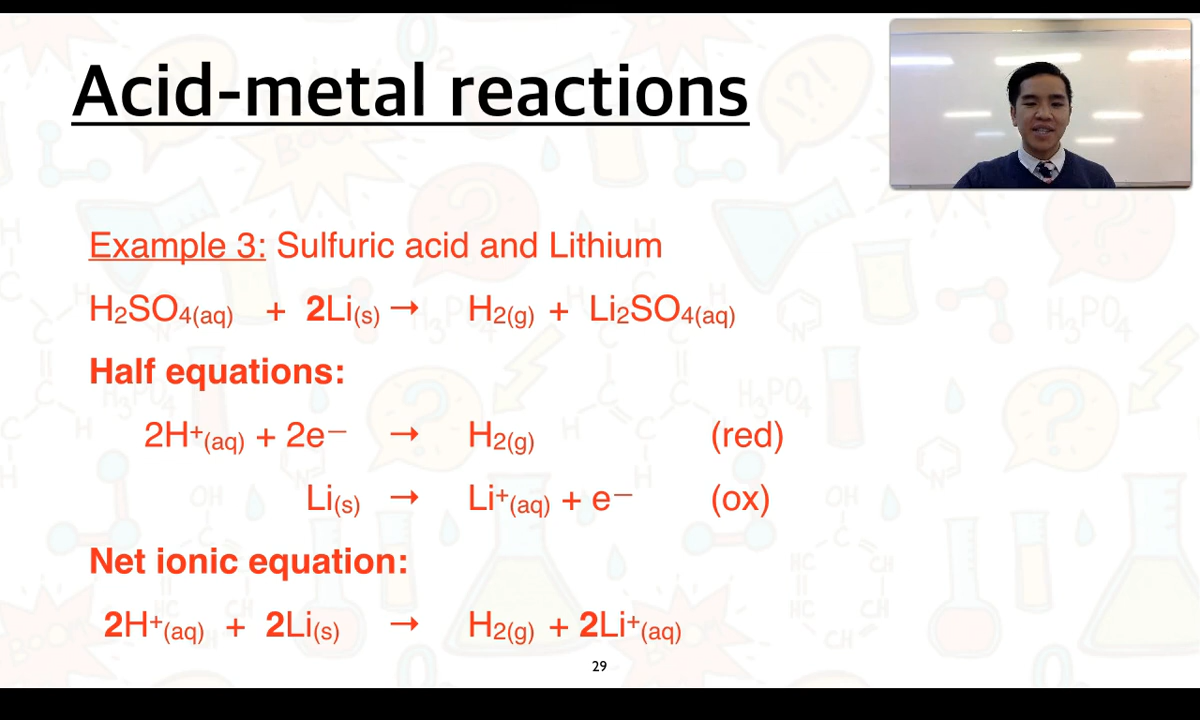 Acid-metal reactions
Example 3: Sulfuric acid and Lithium
H₂SO₄(aq) + 2Li(s) → H₂(g) + Li₂SO₄(aq)
Half equations:
2H⁺(aq) + 2e⁻ → H₂(g) (red)
Li(s) → Li⁺(aq) + e⁻ (ox)
Net ionic equation:
2H⁺(aq) + 2Li(s) → H₂(g) + 2Li⁺(aq)
29